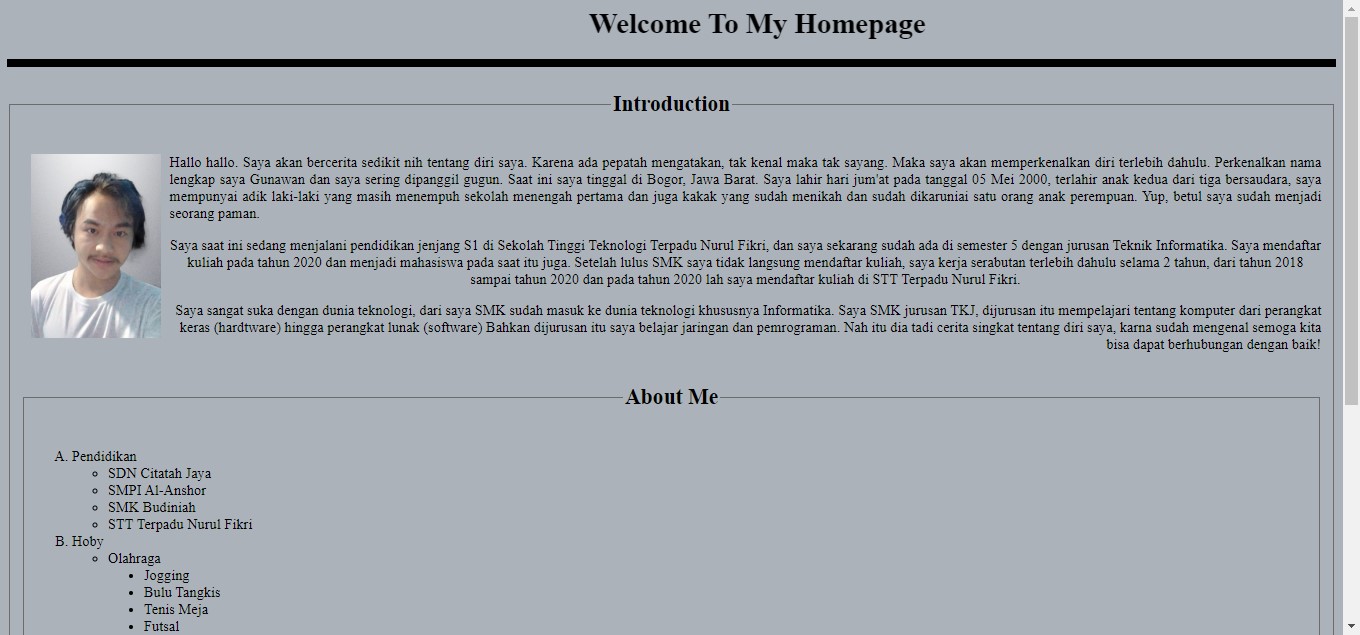 Welcome To My Homepage
Introduction
Hallo hallo. Saya akan bercerita sedikit nih tentang diri saya. Karena ada pepatah mengatakan, tak kenal maka tak sayang. Maka saya akan memperkenalkan diri terlebih dahulu. Perkenalkan nama
lengkap saya Gunawan dan saya sering dipanggil gugun. Saat ini saya tinggal di Bogor, Jawa Barat. Saya lahir hari jum'at pada tanggal 05 Mei 2000, terlahir anak kedua dari tiga bersaudara, saya
mempunyai adik laki-laki yang masih menempuh sekolah menengah pertama dan juga kakak yang sudah menikah dan sudah dikaruniai satu orang anak perempuan. Yup, betul saya sudah menjadi
seorang paman.
Saya saat ini sedang menjalani pendidikan jenjang S1 di Sekolah Tinggi Teknologi Terpadu Nurul Fikri, dan saya sekarang sudah ada di semester 5 dengan jurusan Teknik Informatika. Saya mendaftar
kuliah pada tahun 2020 dan menjadi mahasiswa pada saat itu juga. Setelah lulus SMK saya tidak langsung mendaftar kuliah, saya kerja serabutan terlebih dahulu selama 2 tahun, dari tahun 2018
sampai tahun 2020 dan pada tahun 2020 lah saya mendaftar kuliah di STT Terpadu Nurul Fikri.
Saya sangat suka dengan dunia teknologi, dari saya SMK sudah masuk ke dunia teknologi khususnya Informatika. Saya SMK jurusan TKJ, dijurusan itu mempelajari tentang komputer dari perangkat
keras (hardtware) hingga perangkat lunak (software) Bahkan dijurusan itu saya belajar jaringan dan pemrograman. Nah itu dia tadi cerita singkat tentang diri saya, karna sudah mengenal semoga kita
bisa dapat berhubungan dengan baik!
About Me
A. Pendidikan
SDN Citatah Jaya
SMPI Al-Anshor
SMK Budiniah
STT Terpadu Nurul Fikri
B. Hoby
Olahraga
Jogging
Bulu Tangkis
Tenis Meja
Futsal